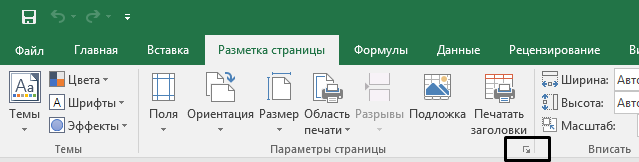 Файл Главная Вставка Разметка страницы Формулы Данные Рецензирование
Цвета Ширина: Авто
Шрифты Высота: Авто
Темы Эффекты Поля Ориентация Размер Область печати Разрывы Подложка Печатать заголовки Масштаб:
Темы Параметры страницы Вписать